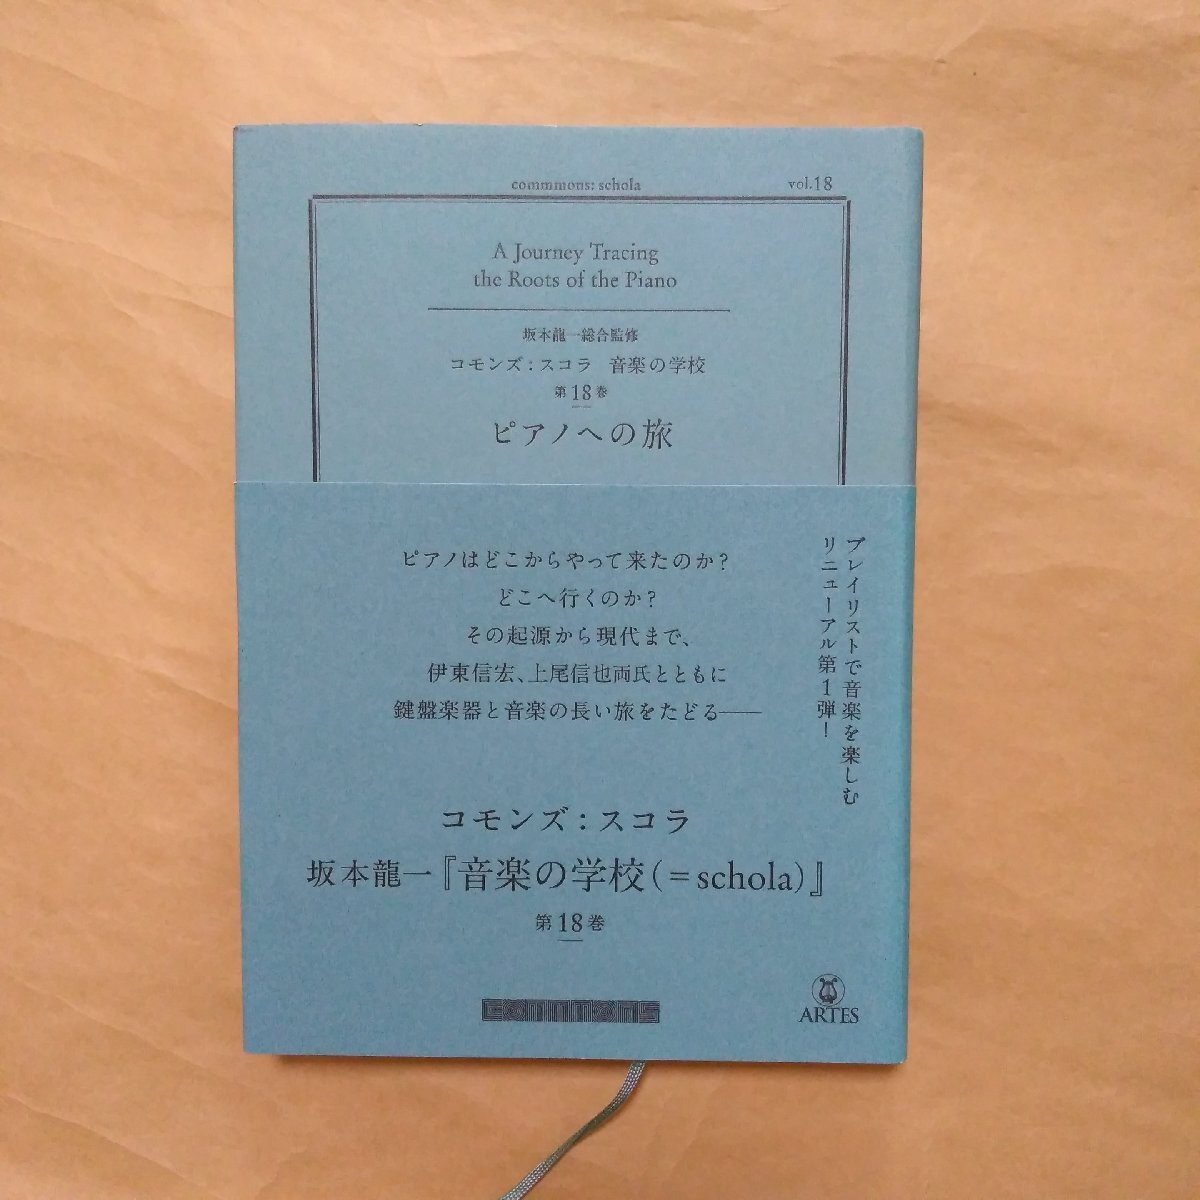 commmons: schola
vol.18
A Journey Tracing
the Roots of the Piano
坂本龍一総合監修
コモンズ：スコラ 音楽の学校
第18巻
ピアノへの旅
プレイリストで音楽を楽しむ
リニューアル第1弾！
ピアノはどこからやって来たのか？
どこへ行くのか？
その起源から現代まで、
伊東信宏、上尾信也両氏とともに
鍵盤楽器と音楽の長い旅をたどる——
コモンズ：スコラ
坂本龍一『音楽の学校(=schola)』
第18巻
commmons
ARTES